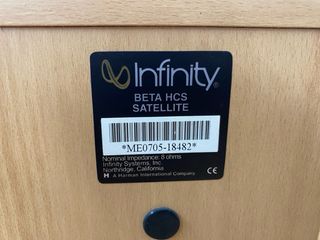 Infinity®
BETA HCS
SATELLITE
*ME0705-18482*
Nominal Impedance: 8 ohms
Infinity Systems, Inc
Northridge, California
H A Harman International Company
CE